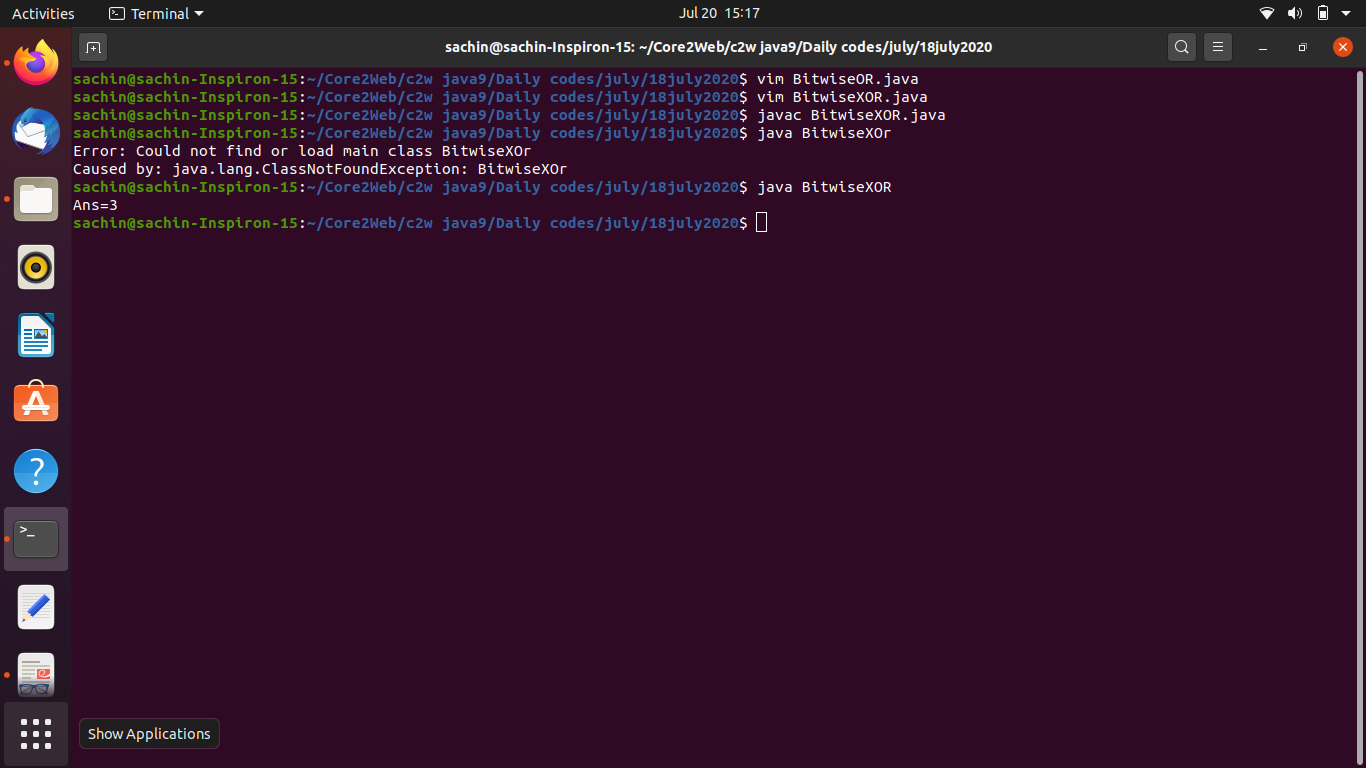 Activities Terminal Jul 20 15:17
sachin@sachin-Inspiron-15: ~/Core2Web/c2w java9/Daily codes/july/18july2020
sachin@sachin-Inspiron-15:~/Core2Web/c2w java9/Daily codes/july/18july2020$ vim BitwiseOR.java
sachin@sachin-Inspiron-15:~/Core2Web/c2w java9/Daily codes/july/18july2020$ vim BitwiseXOR.java
sachin@sachin-Inspiron-15:~/Core2Web/c2w java9/Daily codes/july/18july2020$ javac BitwiseXOR.java
sachin@sachin-Inspiron-15:~/Core2Web/c2w java9/Daily codes/july/18july2020$ java BitwiseXOr
Error: Could not find or load main class BitwiseXOr
Caused by: java.lang.ClassNotFoundException: BitwiseXOr
sachin@sachin-Inspiron-15:~/Core2Web/c2w java9/Daily codes/july/18july2020$ java BitwiseXOR
Ans=3
sachin@sachin-Inspiron-15:~/Core2Web/c2w java9/Daily codes/july/18july2020$
Show Applications